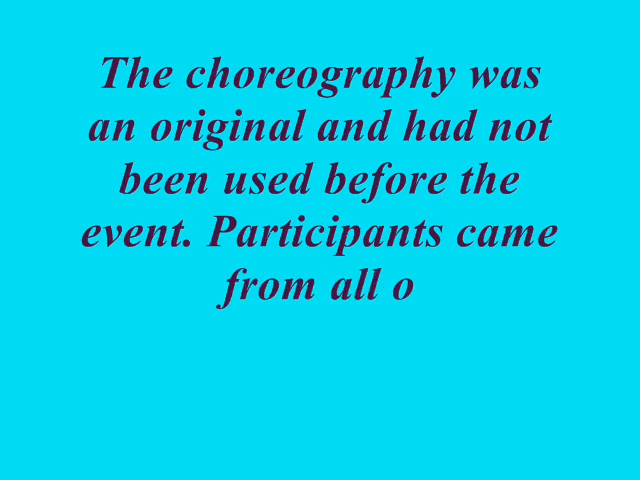 The choreography was
an original and had not
been used before the
event. Participants came
from all o